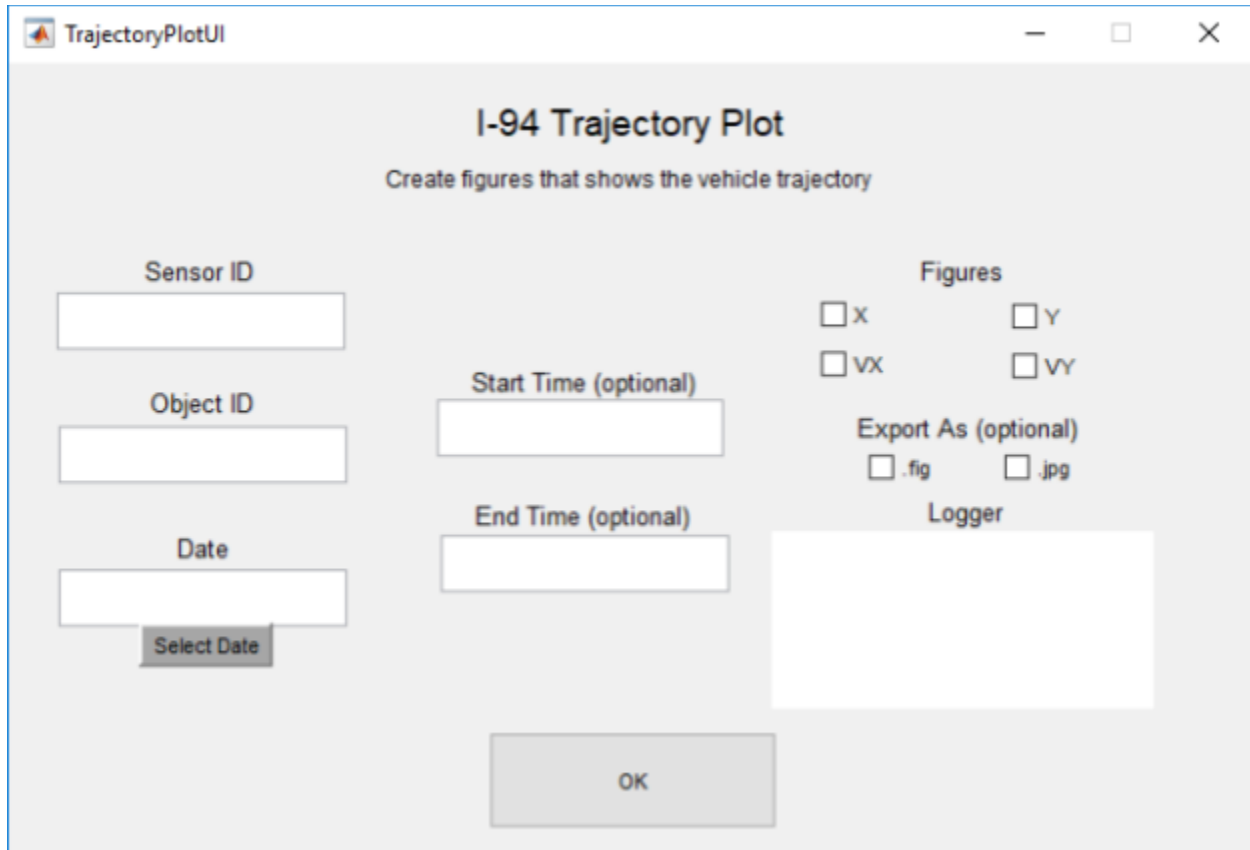 TrajectoryPlotUI
I-94 Trajectory Plot
Create figures that shows the vehicle trajectory
Sensor ID
Object ID
Date
Select Date
Start Time (optional)
End Time (optional)
Figures
X Y
VX VY
Export As (optional)
.fig .jpg
Logger
OK